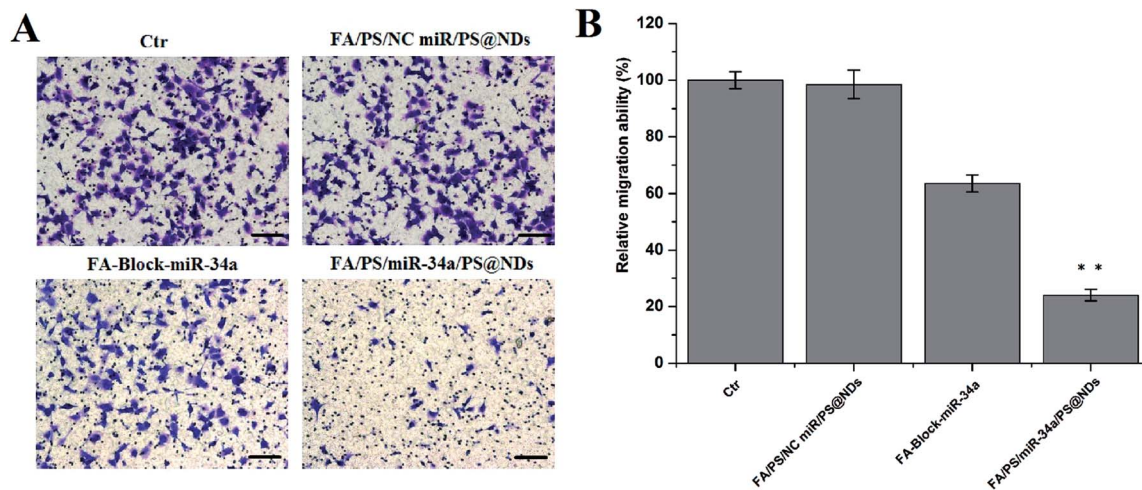 A
Ctr
FA/PS/NC miR/PS@NDs
FA-Block-miR-34a
FA/PS/miR-34a/PS@NDs
B
Relative migration ability (%)
120
100
80
60
40
20
0
* *
Ctr
FA/PS/NC miR/PS@NDs
FA-Block-miR-34a
FA/PS/miR-34a/PS@NDs